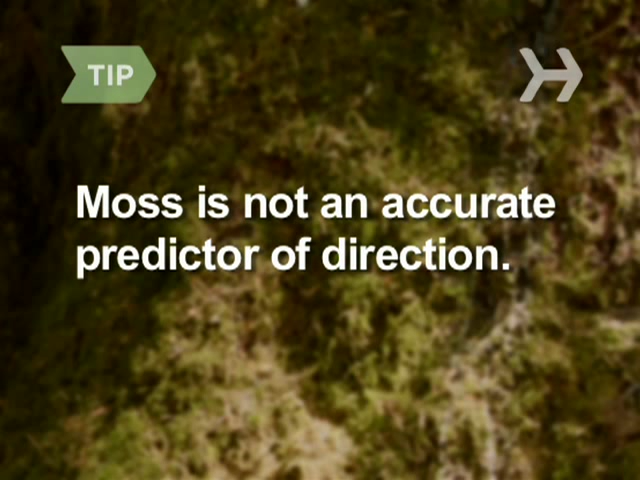 TIP
Moss is not an accurate
predictor of direction.